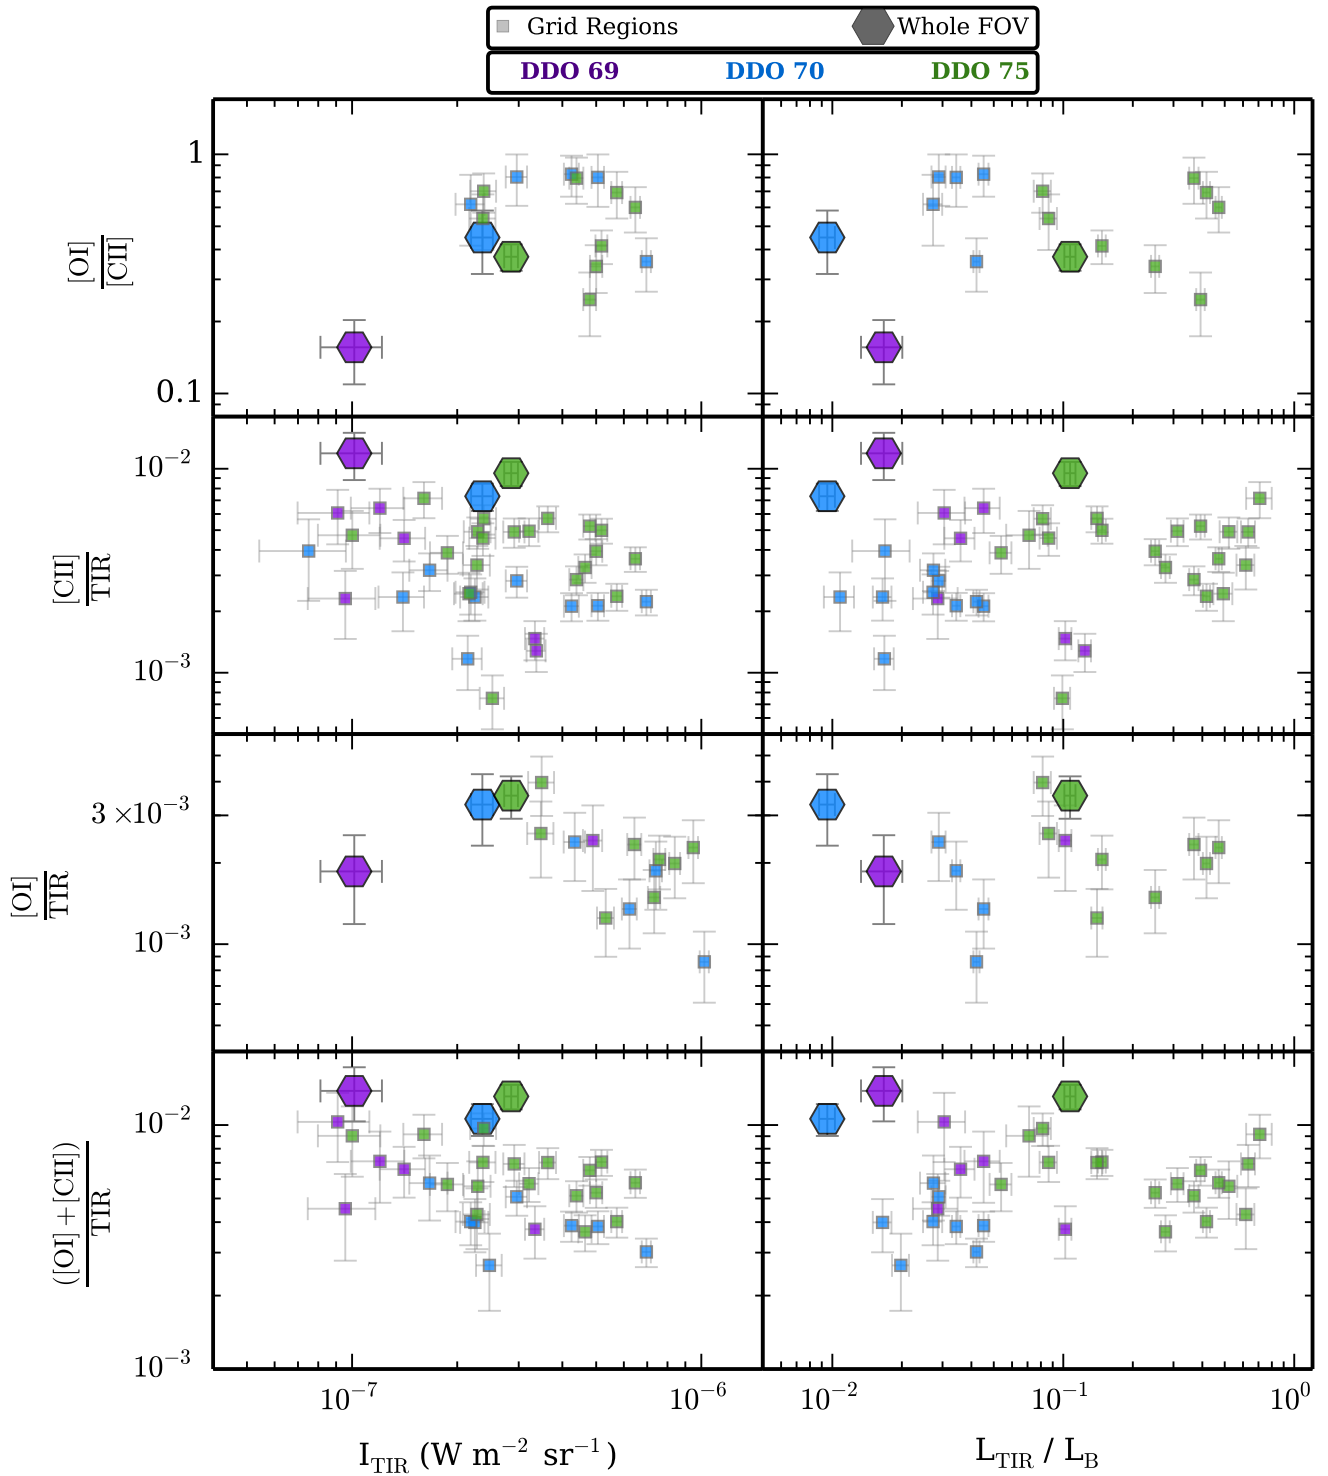 Grid Regions Whole FOV
DDO 69 DDO 70 DDO 75
[OI]
[CII]
1
0.1
[CII]
TIR
10⁻²
10⁻³
[OI]
TIR
3 ×10⁻³
10⁻³
([OI]+[CII])
TIR
10⁻²
10⁻³
10⁻⁷ 10⁻⁶ 10⁻² 10⁻¹ 10⁰
I_TIR (W m⁻² sr⁻¹) L_TIR / L_B